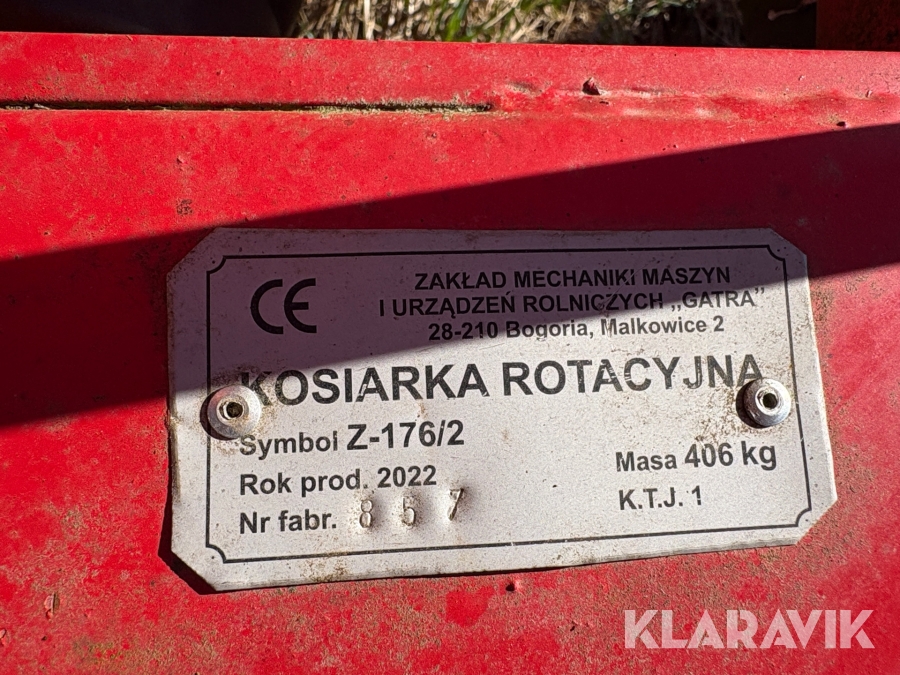 CE
ZAKŁAD MECHANIKI MASZYN
I URZĄDZEŃ ROLNICZYCH „GATRA”
28-210 Bogoria, Malkowice 2
KOSIARKA ROTACYJNA
Symbol Z-176/2
Rok prod. 2022
Masa 406 kg
Nr fabr. 857
K.T.J. 1
KLARAVIK